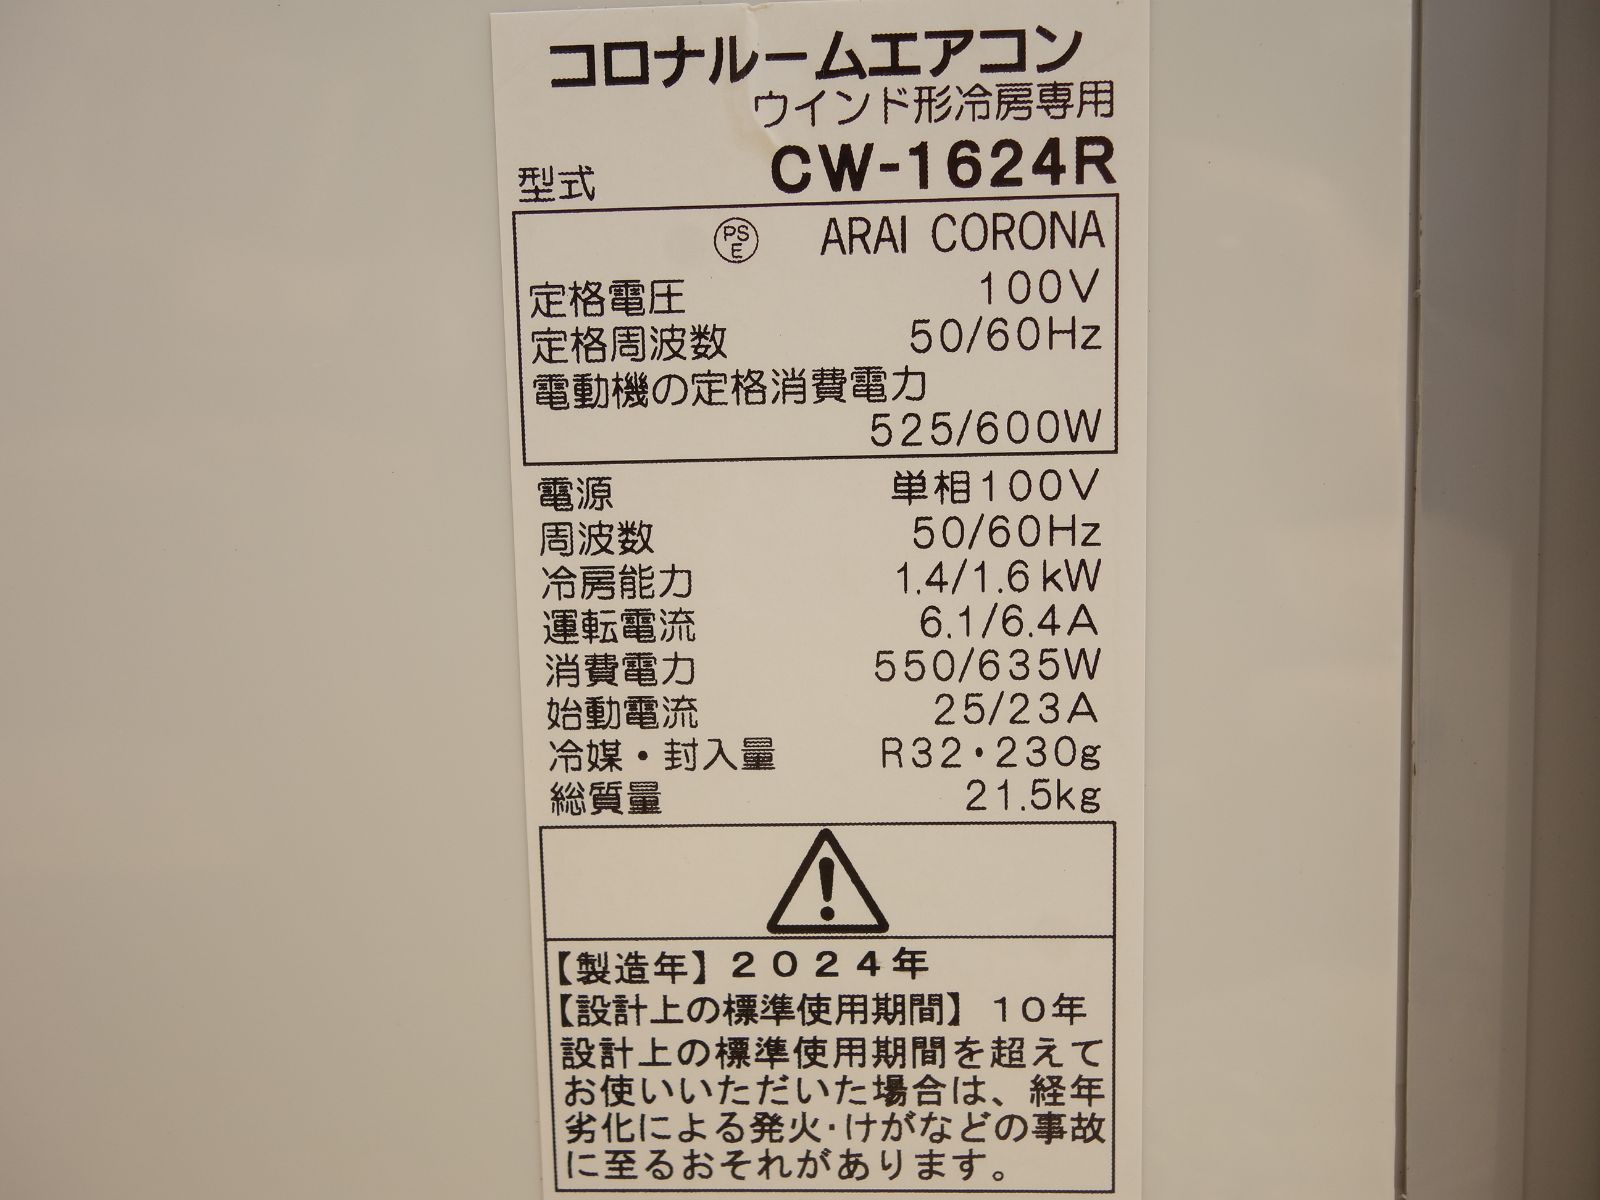 コロナルームエアコン
ウインド形冷房専用
型式 CW-1624R
PSE ARAI CORONA
定格電圧 100V
定格周波数 50/60Hz
電動機の定格消費電力
525/600W
電源 単相100V
周波数 50/60Hz
冷房能力 1.4/1.6kW
運転電流 6.1/6.4A
消費電力 550/635W
始動電流 25/23A
冷媒・封入量 R32・230g
総質量 21.5kg
【製造年】2024年
【設計上の標準使用期間】10年
設計上の標準使用期間を超えて
お使いいただいた場合は、経年
劣化による発火・けがなどの事故
に至るおそれがあります。